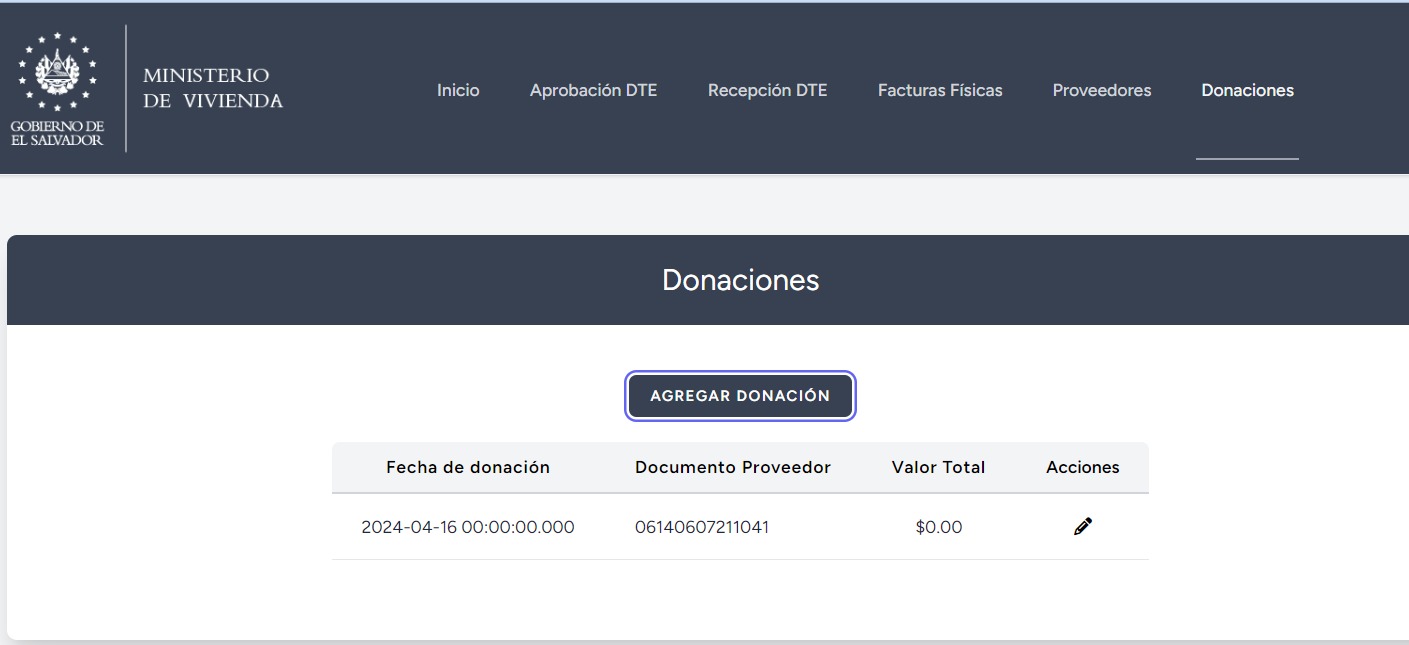 GOBIERNO DE
EL SALVADOR
MINISTERIO
DE VIVIENDA
Inicio
Aprobación DTE
Recepción DTE
Facturas Físicas
Proveedores
Donaciones
Donaciones
AGREGAR DONACIÓN
Fecha de donación Documento Proveedor Valor Total Acciones
2024-04-16 00:00:00.000 06140607211041 $0.00